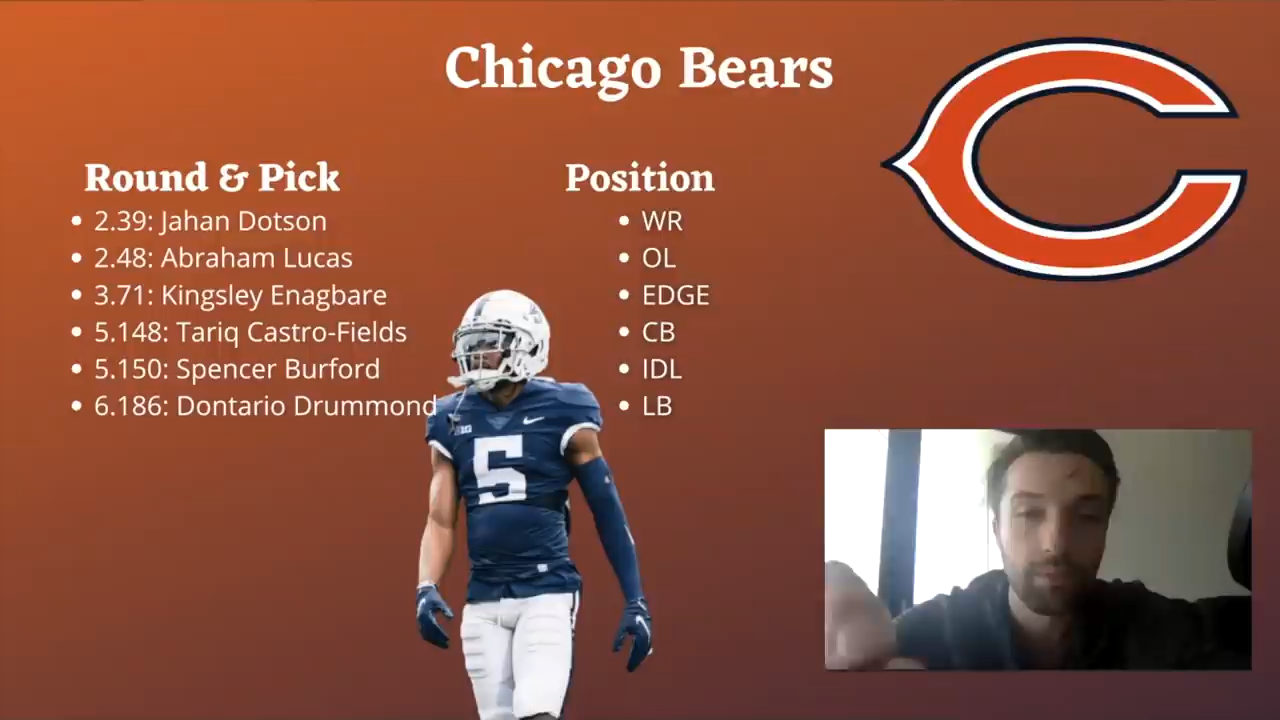 Chicago Bears
Round & Pick
2.39: Jahan Dotson
2.48: Abraham Lucas
3.71: Kingsley Enagbare
5.148: Tariq Castro-Fields
5.150: Spencer Burford
6.186: Dontario Drummond
Position
WR
OL
EDGE
CB
IDL
LB
B1G
5